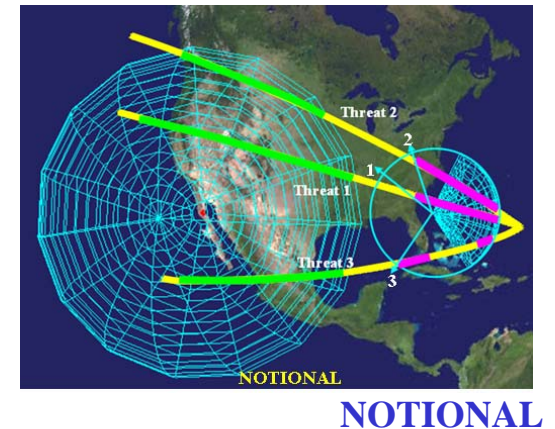 Threat 2
2
1
Threat 1
Threat 3
3
NOTIONAL
NOTIONAL